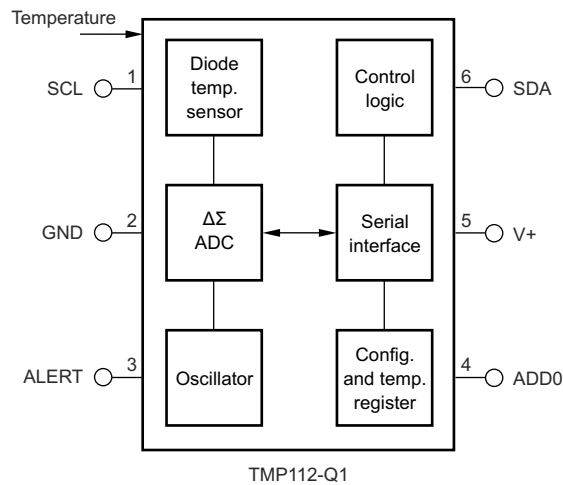 Temperature
SCL
1
Diode
temp.
sensor
Control
logic
6
SDA
GND
2
ΔΣ
ADC
Serial
interface
5
V+
ALERT
3
Oscillator
Config.
and temp.
register
4
ADD0
TMP112-Q1